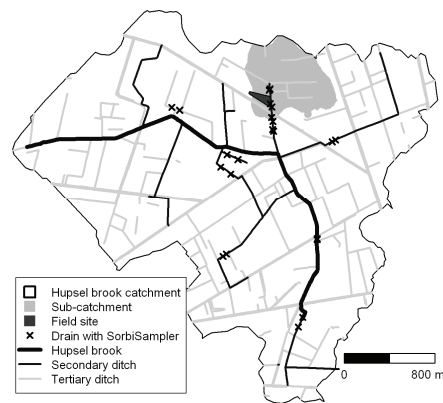 Hupsel brook catchment
Sub-catchment
Field site
Drain with SorbiSampler
Hupsel brook
Secondary ditch
Tertiary ditch
0 800 m